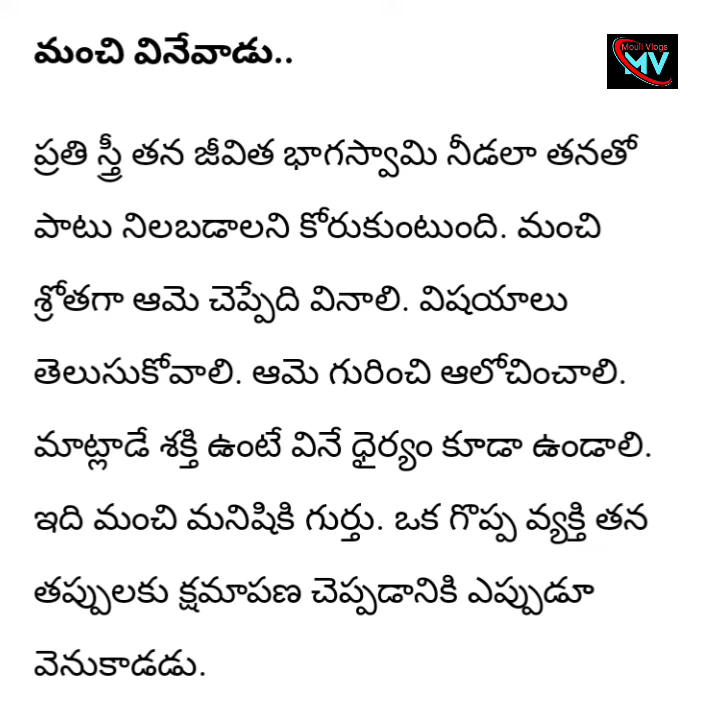 మంచి వినేవాడు..
Mouli Vlogs
MV
ప్రతి స్త్రీ తన జీవిత భాగస్వామి నీడలా తనతో
పాటు నిలబడాలని కోరుకుంటుంది. మంచి
శ్రోతగా ఆమె చెప్పేది వినాలి. విషయాలు
తెలుసుకోవాలి. ఆమె గురించి ఆలోచించాలి.
మాట్లాడే శక్తి ఉంటే వినే ధైర్యం కూడా ఉండాలి.
ఇది మంచి మనిషికి గుర్తు. ఒక గొప్ప వ్యక్తి తన
తప్పులకు క్షమాపణ చెప్పడానికి ఎప్పుడూ
వెనుకాడడు.